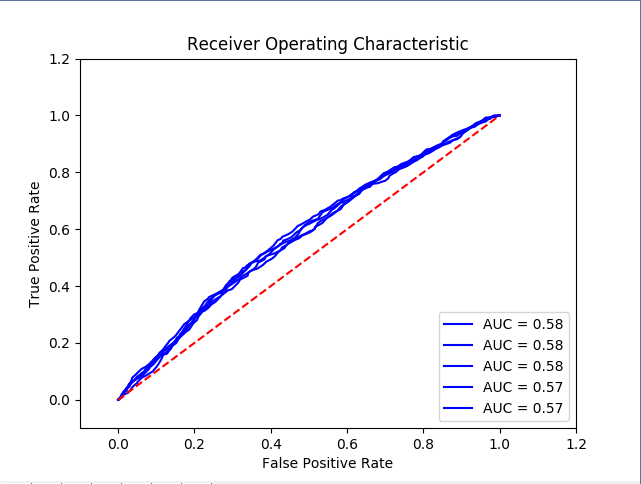 Receiver Operating Characteristic
1.2
1.0
0.8
0.6
0.4
0.2
0.0
True Positive Rate
AUC = 0.58
AUC = 0.58
AUC = 0.58
AUC = 0.57
AUC = 0.57
0.0 0.2 0.4 0.6 0.8 1.0 1.2
False Positive Rate